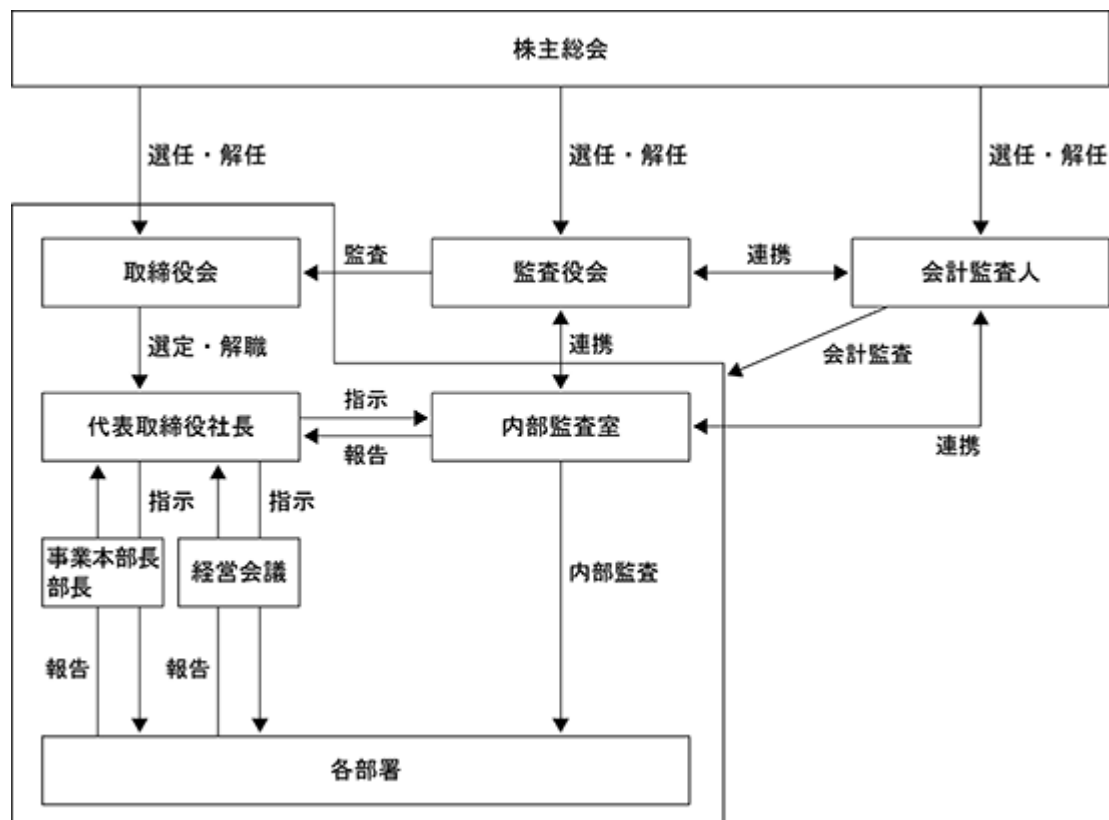 株主総会
選任・解任
選任・解任
選任・解任
取締役会
監査
監査役会
連携
会計監査人
選定・解職
連携
会計監査
代表取締役社長
指示
報告
内部監査室
連携
指示
指示
事業本部長
部長
経営会議
内部監査
報告
報告
各部署